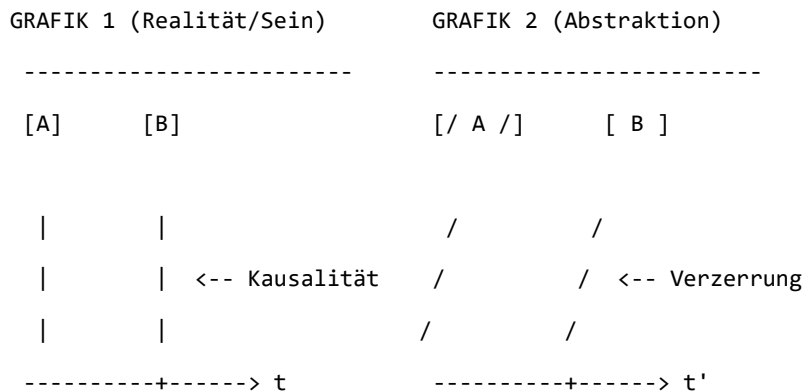 GRAFIK 1 (Realität/Sein)    GRAFIK 2 (Abstraktion)
--------------------------    -------------------------
[A]    [B]    [/ A /]    [ B ]
|    |    /    /
|    |  <-- Kausalität    /    /  <-- Verzerrung
|    |    /    /
----------+------> t    ----------+------> t'